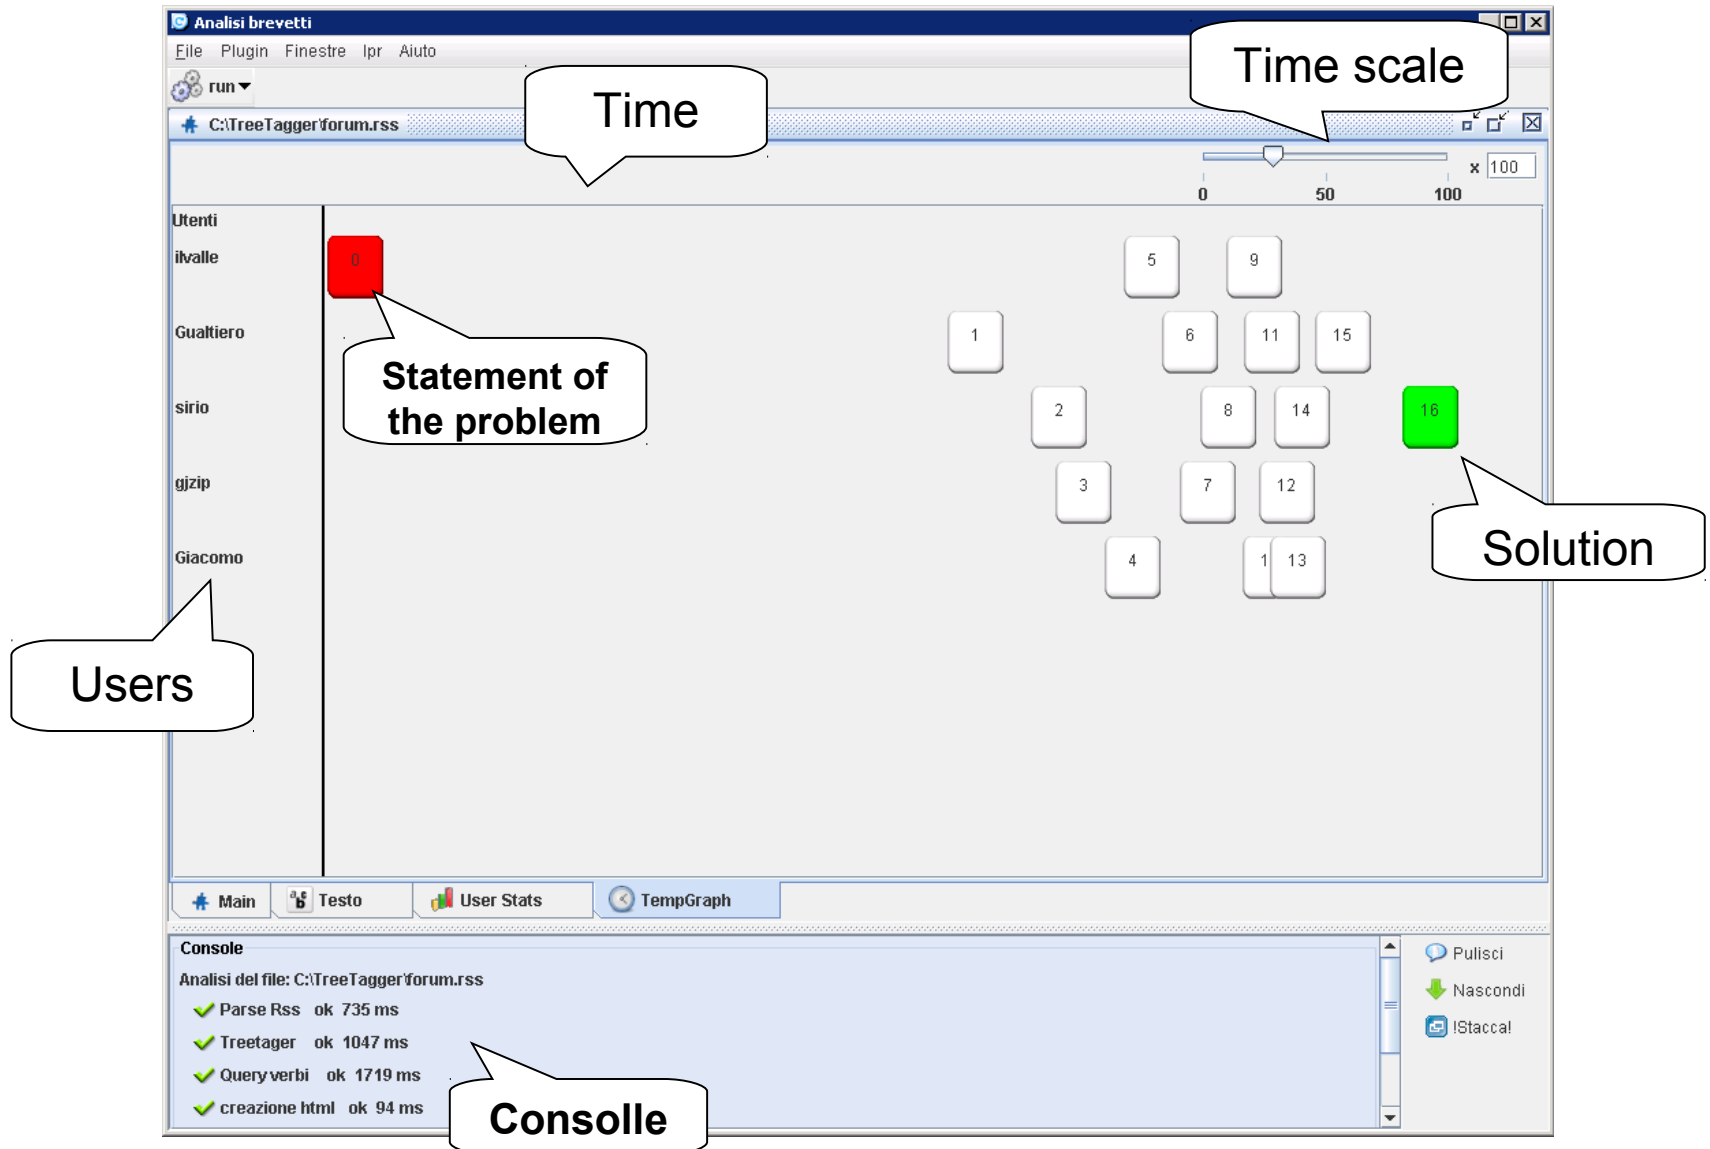 Analisi brevetti
File Plugin Finestre Ipr Aiuto
run
Time
Time scale
C:\TreeTagger\forum.rss
x 100
0 50 100
Utenti
ilvalle
0 5 9
Gualtiero
1 6 11 15
Statement of
the problem
sirio
2 8 14 16
gjzip
3 7 12
Solution
Giacomo
4 1 13
Users
Main Testo User Stats TempGraph
Console
Analisi del file: C:\TreeTagger\forum.rss
Parse Rss ok 735 ms
Treetager ok 1047 ms
Query verbi ok 1719 ms
creazione html ok 94 ms
Pulisci
Nascondi
!Stacca!
Consolle